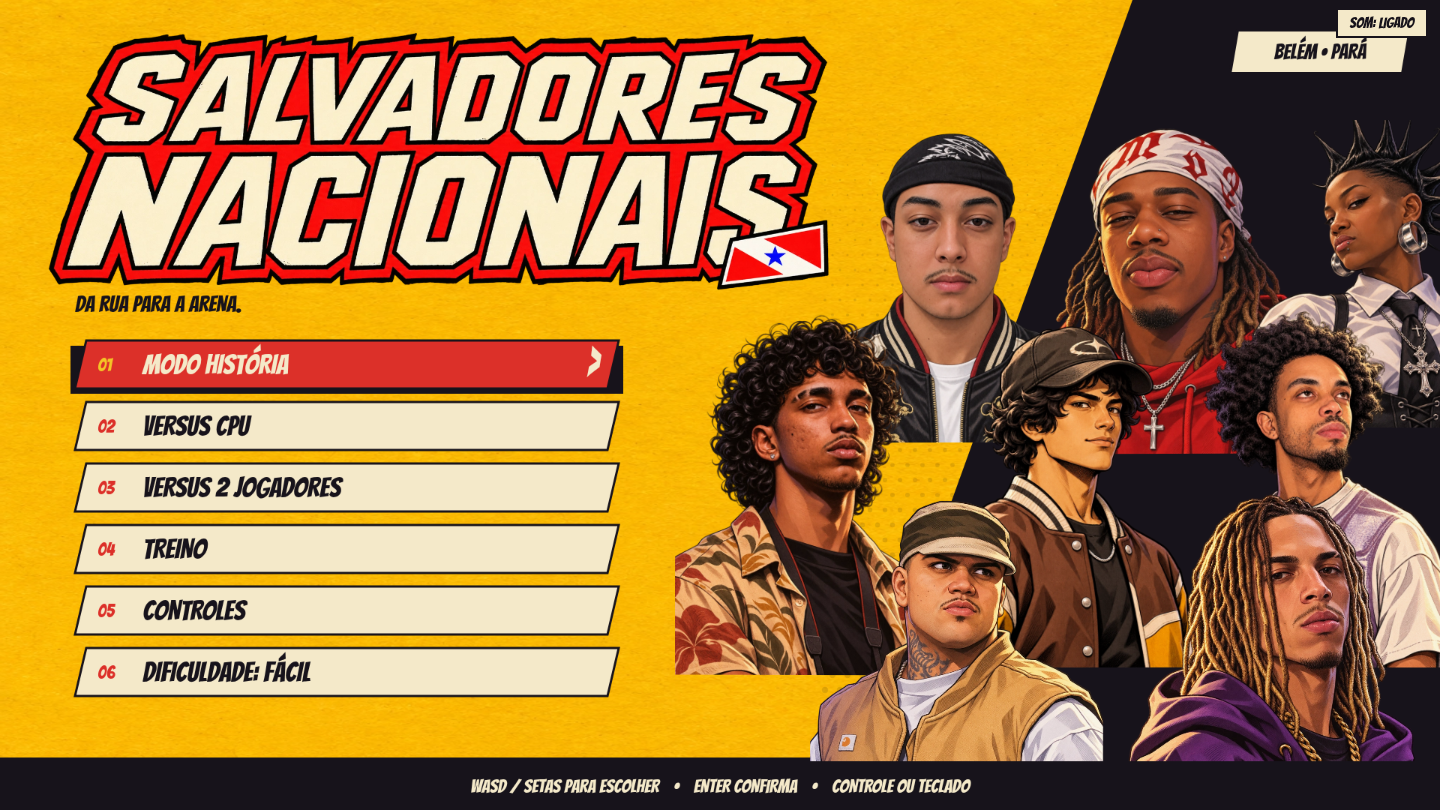 SOM: LIGADO
BELÉM • PARÁ
SALVADORES
NACIONAIS
DA RUA PARA A ARENA.
01 MODO HISTÓRIA >
02 VERSUS CPU
03 VERSUS 2 JOGADORES
04 TREINO
05 CONTROLES
06 DIFICULDADE: FÁCIL
WASD / SETAS PARA ESCOLHER • ENTER CONFIRMA • CONTROLE OU TECLADO